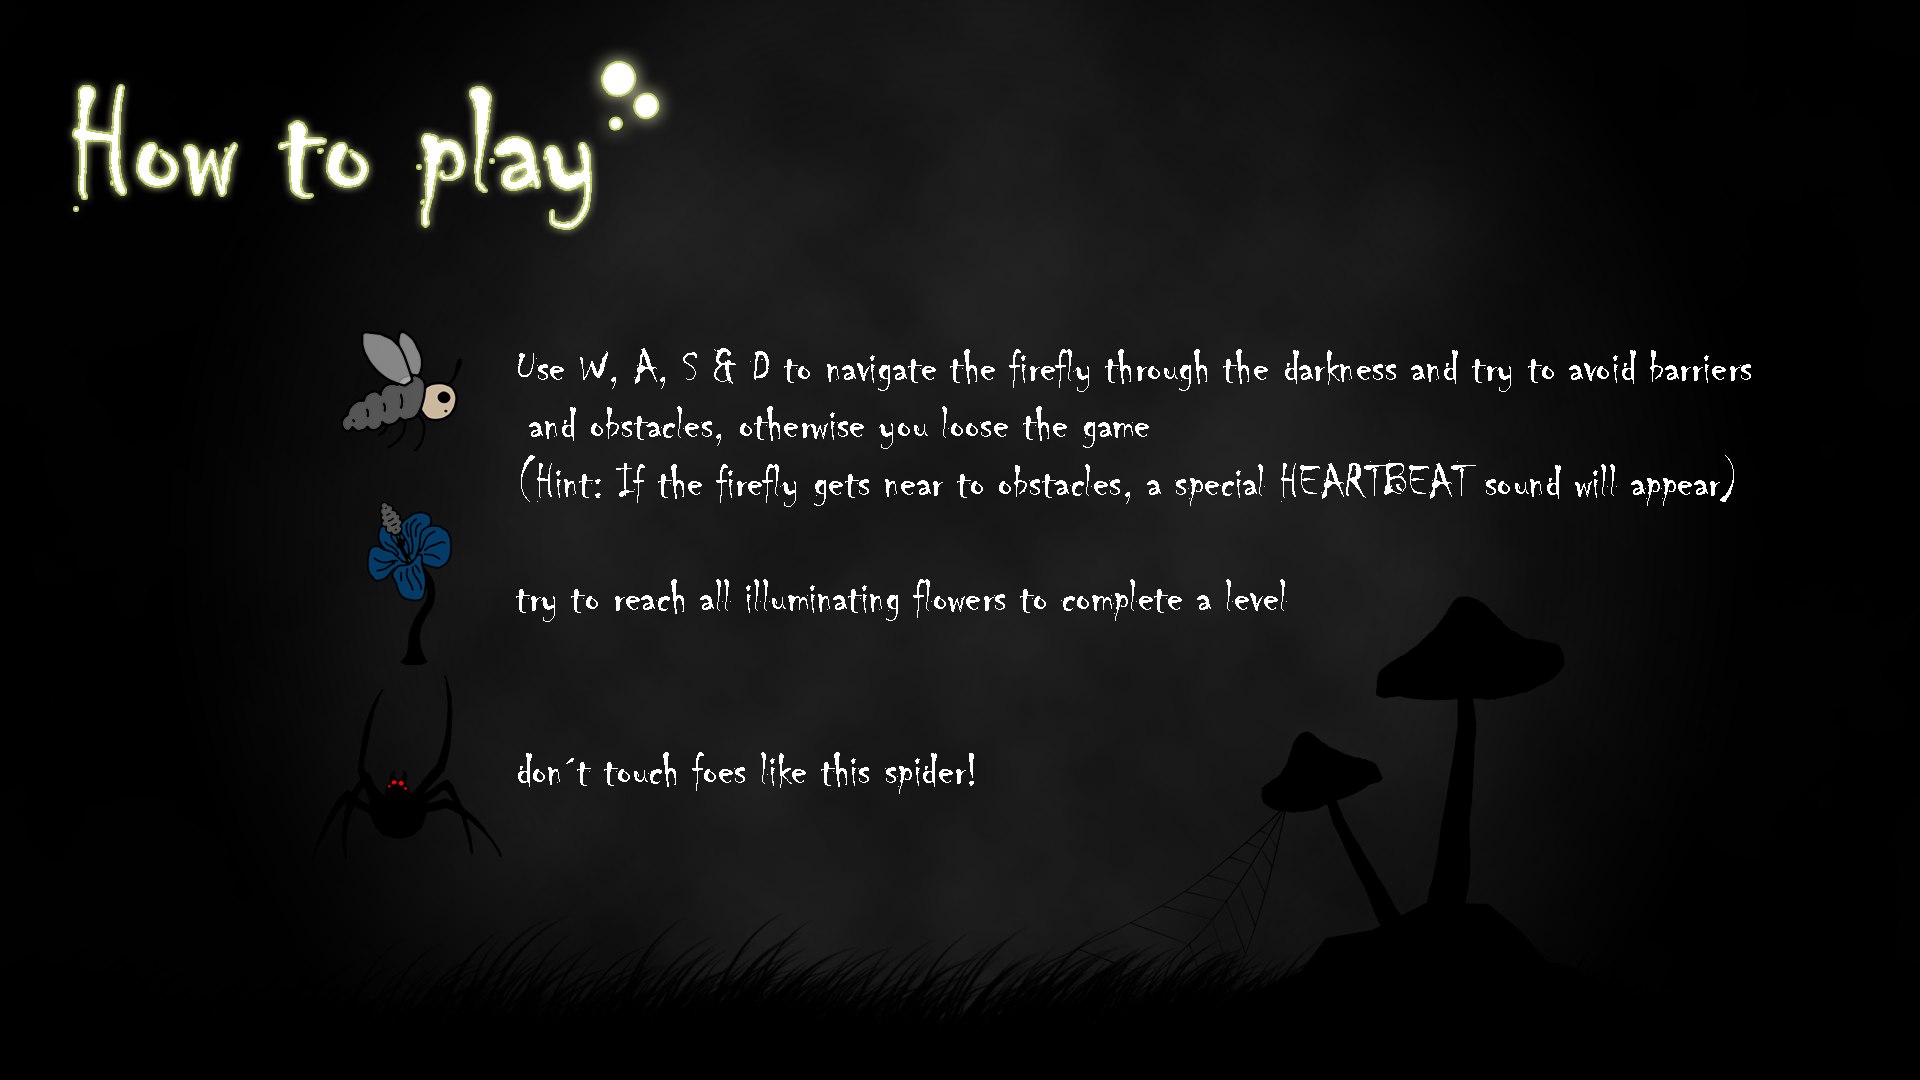 How to play
Use W, A, S & D to navigate the firefly through the darkness and try to avoid barriers
and obstacles, otherwise you loose the game
(Hint: If the firefly gets near to obstacles, a special HEARTBEAT sound will appear)
try to reach all illuminating flowers to complete a level
don´t touch foes like this spider!